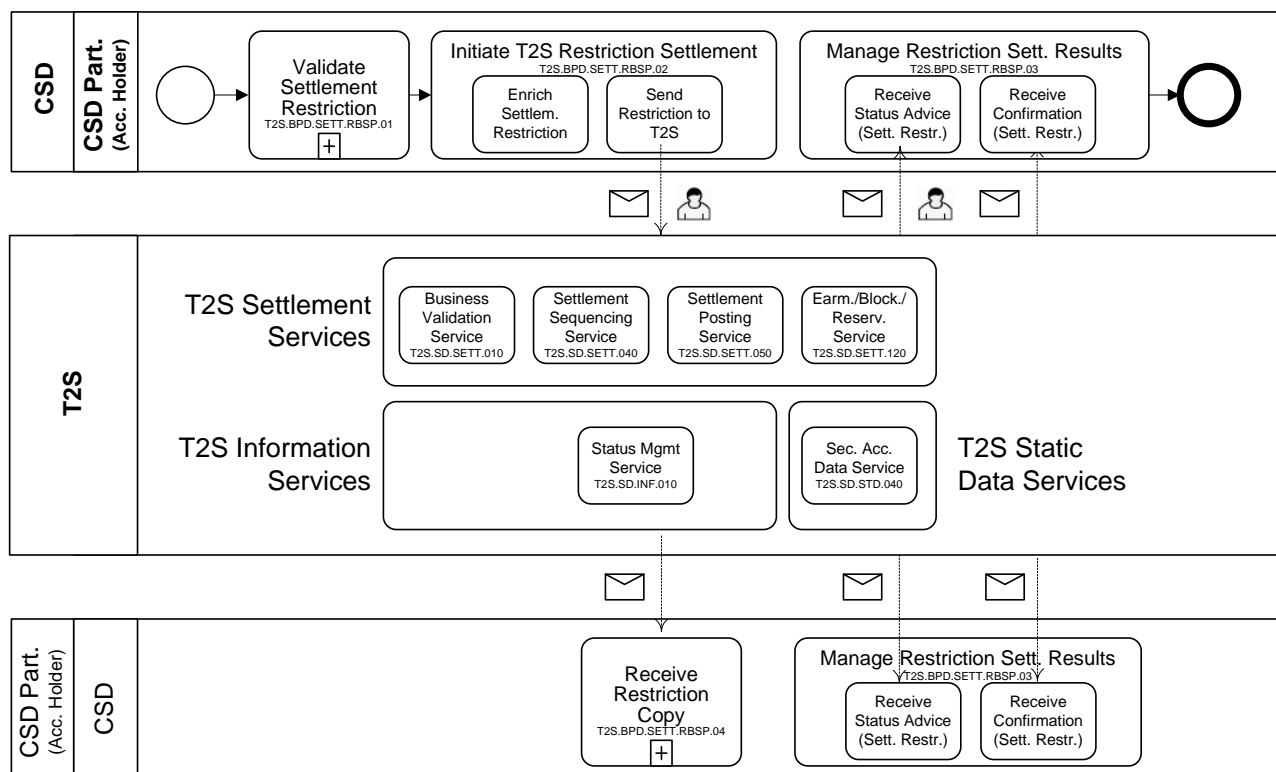 CSD
CSD Part.
(Acc. Holder)
Validate
Settlement
Restriction
T2S.BPD.SETT.RBSP.01
+
Initiate T2S Restriction Settlement
T2S.BPD.SETT.RBSP.02
Enrich
Settlem.
Restriction
Send
Restriction to
T2S
Manage Restriction Sett. Results
T2S.BPD.SETT.RBSP.03
Receive
Status Advice
(Sett. Restr.)
Receive
Confirmation
(Sett. Restr.)
T2S
T2S Settlement
Services
Business
Validation
Service
T2S.SD.SETT.010
Settlement
Sequencing
Service
T2S.SD.SETT.040
Settlement
Posting
Service
T2S.SD.SETT.050
Earm./Block./
Reserv.
Service
T2S.SD.SETT.120
T2S Information
Services
Status Mgmt
Service
T2S.SD.INF.010
Sec. Acc.
Data Service
T2S.SD.STD.040
T2S Static
Data Services
CSD Part.
(Acc. Holder)
CSD
Receive
Restriction
Copy
T2S.BPD.SETT.RBSP.04
+
Manage Restriction Sett. Results
T2S.BPD.SETT.RBSP.03
Receive
Status Advice
(Sett. Restr.)
Receive
Confirmation
(Sett. Restr.)